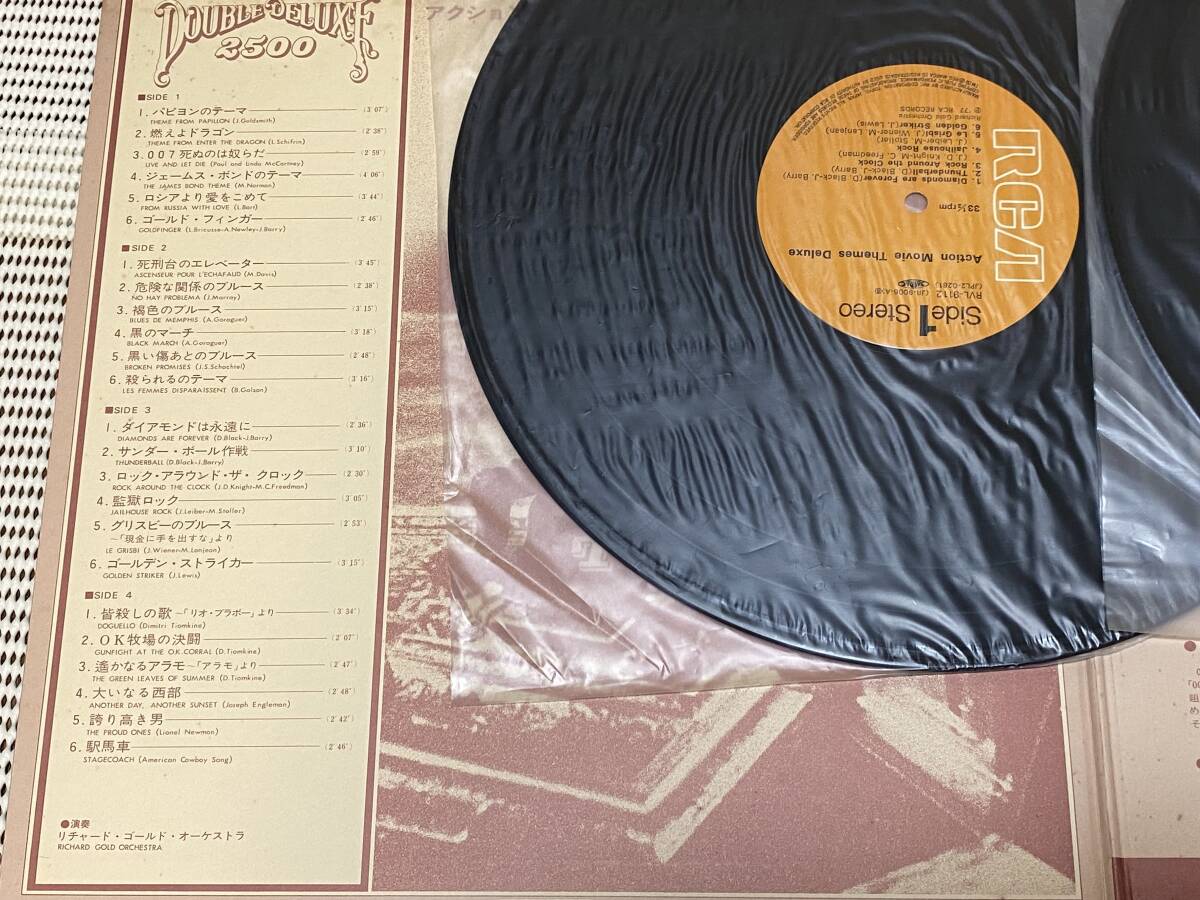 DOUBLE-DELUXE
2500
■SIDE 1
1. パピヨンのテーマ (3´07˝)
THEME FROM PAPILLON (J.Goldsmith)
2. 燃えよドラゴン (2´38˝)
THEME FROM ENTER THE DRAGON (L.Schifrin)
3. 007死ぬのは奴らだ (2´59˝)
LIVE AND LET DIE (Paul and Linda McCartney)
4. ジェームス・ボンドのテーマ (4´06˝)
THE JAMES BOND THEME (M.Norman)
5. ロシアより愛をこめて (3´44˝)
FROM RUSSIA WITH LOVE (L.Bart)
6. ゴールド・フィンガー (2´46˝)
GOLDFINGER (L.Bricusse-A.Newley-J.Barry)
■SIDE 2
1. 死刑台のエレベーター (3´45˝)
ASCENSEUR POUR L'ECHAFAUD (M.Davis)
2. 危険な関係のブルース (2´38˝)
NO HAY PROBLEMA (J.Marray)
3. 褐色のブルース (3´15˝)
BLUES DE MEMPHIS (A.Goraguer)
4. 黒のマーチ (3´18˝)
BLACK MARCH (A.Goraguer)
5. 黒い傷あとのブルース (2´48˝)
BROKEN PROMISES (J.S.Schachtel)
6. 殺られるのテーマ (3´16˝)
LES FEMMES DISPARAISSENT (B.Golson)
■SIDE 3
1. ダイアモンドは永遠に (2´36˝)
DIAMONDS ARE FOREVER (D.Black-J.Barry)
2. サンダー・ボール作戦 (3´10˝)
THUNDERBALL (D.Black-J.Barry)
3. ロック・アラウンド・ザ・クロック (2´30˝)
ROCK AROUND THE CLOCK (J.D.Knight-M.C.Freedman)
4. 監獄ロック (3´05˝)
JAILHOUSE ROCK (J.Leiber-M.Stoller)
5. グリスビーのブルース (2´53˝)
〜「現金に手を出すな」より
LE GRISBI (J.Wiener-M.Lanjean)
6. ゴールデン・ストライカー (3´15˝)
GOLDEN STRIKER (J.Lewis)
■SIDE 4
1. 皆殺しの歌〜「リオ・ブラボー」より (3´34˝)
DOGUELLO (Dimitri Tiomkine)
2. OK牧場の決闘 (2´07˝)
GUNFIGHT AT THE O.K.CORRAL (D.Tiomkine)
3. 遙かなるアラモ〜「アラモ」より (2´47˝)
THE GREEN LEAVES OF SUMMER (D.Tiomkine)
4. 大いなる西部 (2´48˝)
ANOTHER DAY, ANOTHER SUNSET (Joseph Engleman)
5. 誇り高き男 (2´42˝)
THE PROUD ONES (Lionel Newmon)
6. 駅馬車 (2´46˝)
STAGECOACH (American Cowboy Song)
●演奏
リチャード・ゴールド・オーケストラ
RICHARD GOLD ORCHESTRA
アクショ
RCA
Side 1 Stereo
RVL-9112
(JPL2-0261)
Action Movie Themes Deluxe
33⅓rpm
1. Diamonds are Forever(D. Black-J. Barry)
2. Thunderball(D. Black-J. Barry)
3. Rock Around the Clock
(J. D. Knight-M. C. Freedman)
4. Jailhouse Rock
(J. Leiber-M. Stoller)
5. Le Grisbi(J. Wiener-M. Lanjean)
6. Golden Striker(J. Lewis)
Richard Gold Orchestra
℗ '77 RCA RECORDS